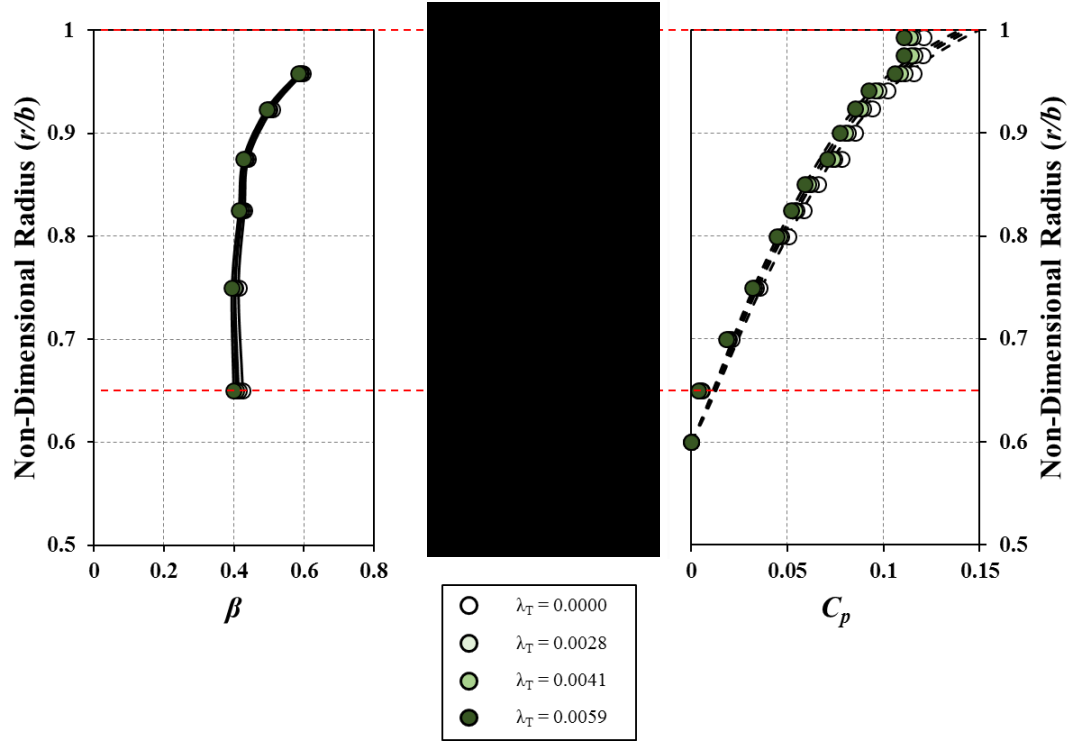 Non-Dimensional Radius (r/b)
1
0.9
0.8
0.7
0.6
0.5
0
0.2
0.4
0.6
0.8
β
1
0.9
0.8
0.7
0.6
0.5
0
0.05
0.1
0.15
Cp
Non-Dimensional Radius (r/b)
λT = 0.0000
λT = 0.0028
λT = 0.0041
λT = 0.0059